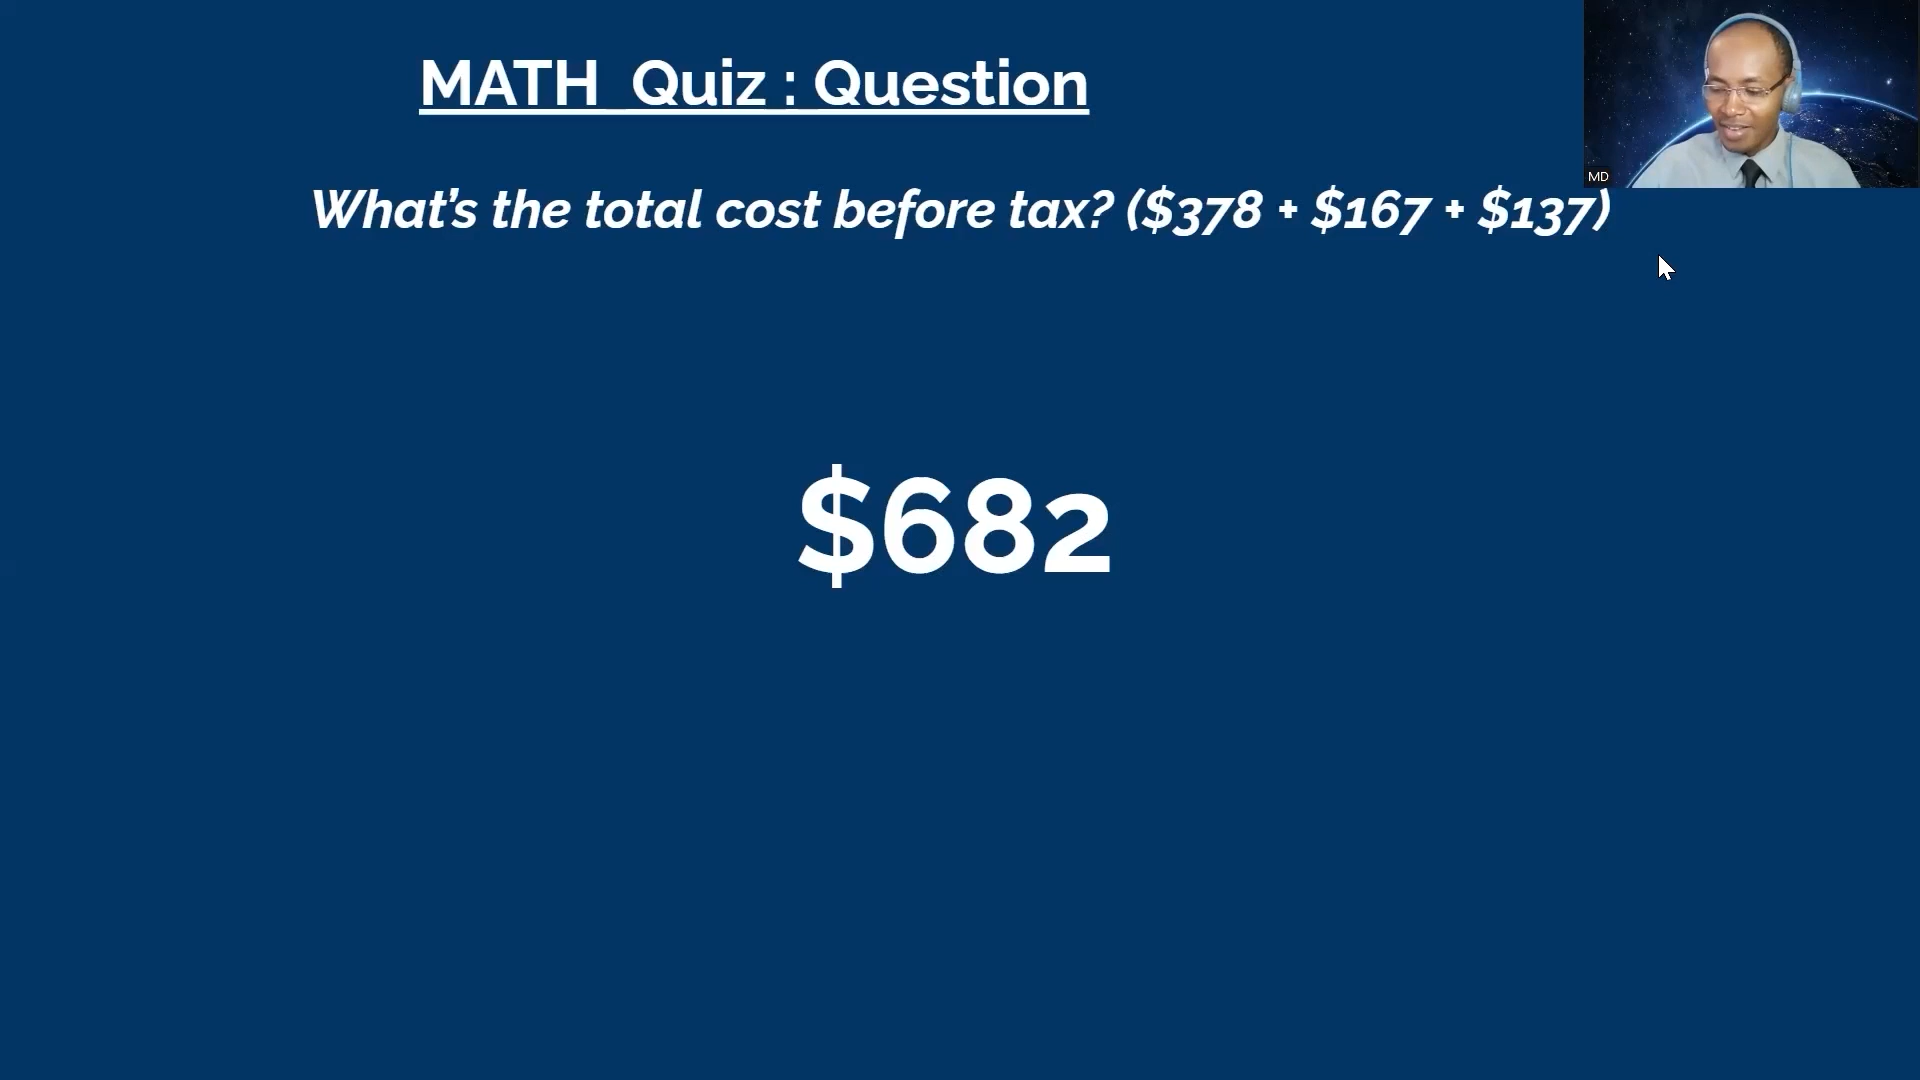 MATH  Quiz : Question
What’s the total cost before tax? ($378 + $167 + $137)
$682
MD